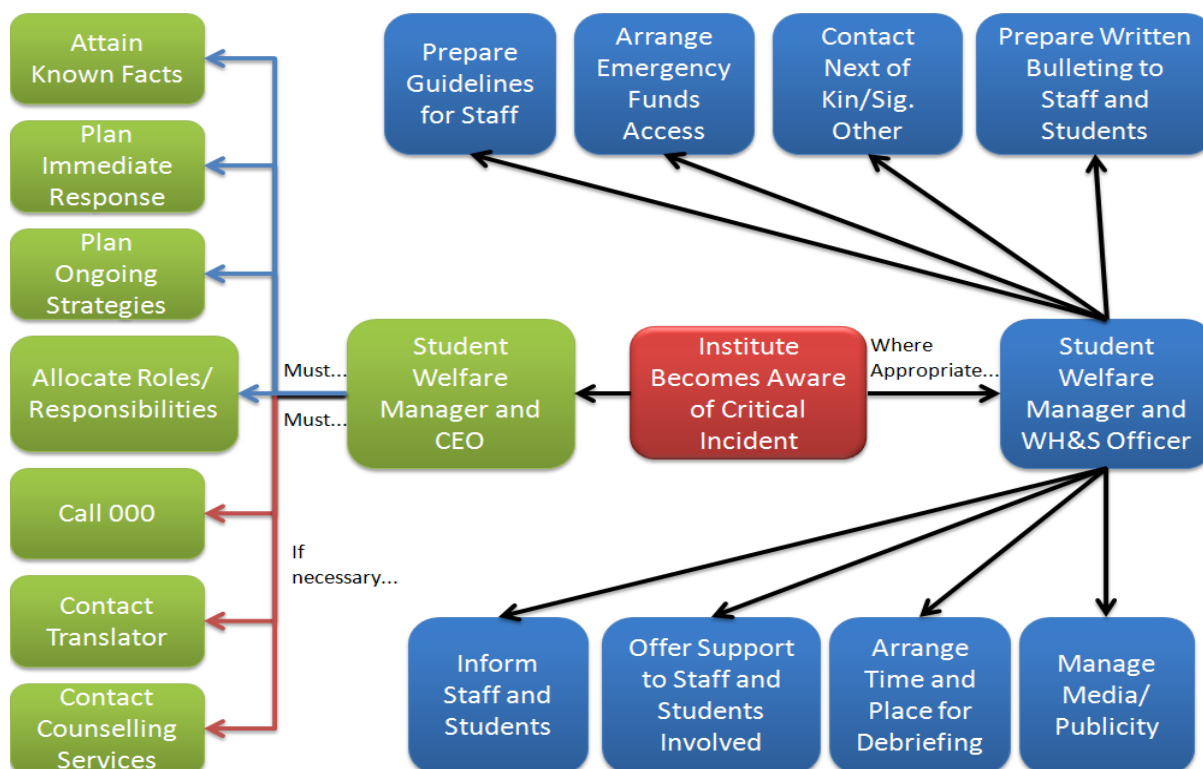 Attain
Known Facts
Plan
Immediate
Response
Plan
Ongoing
Strategies
Allocate Roles/
Responsibilities
Call 000
Contact
Translator
Contact
Counselling
Services
Must...
Must...
If
necessary...
Student
Welfare
Manager and
CEO
Institute
Becomes Aware
of Critical
Incident
Where
Appropriate...
Student
Welfare
Manager and
WH&S Officer
Prepare
Guidelines
for Staff
Arrange
Emergency
Funds
Access
Contact
Next of
Kin/Sig.
Other
Prepare Written
Bulleting to
Staff and
Students
Inform
Staff and
Students
Offer Support
to Staff and
Students
Involved
Arrange
Time and
Place for
Debriefing
Manage
Media/
Publicity